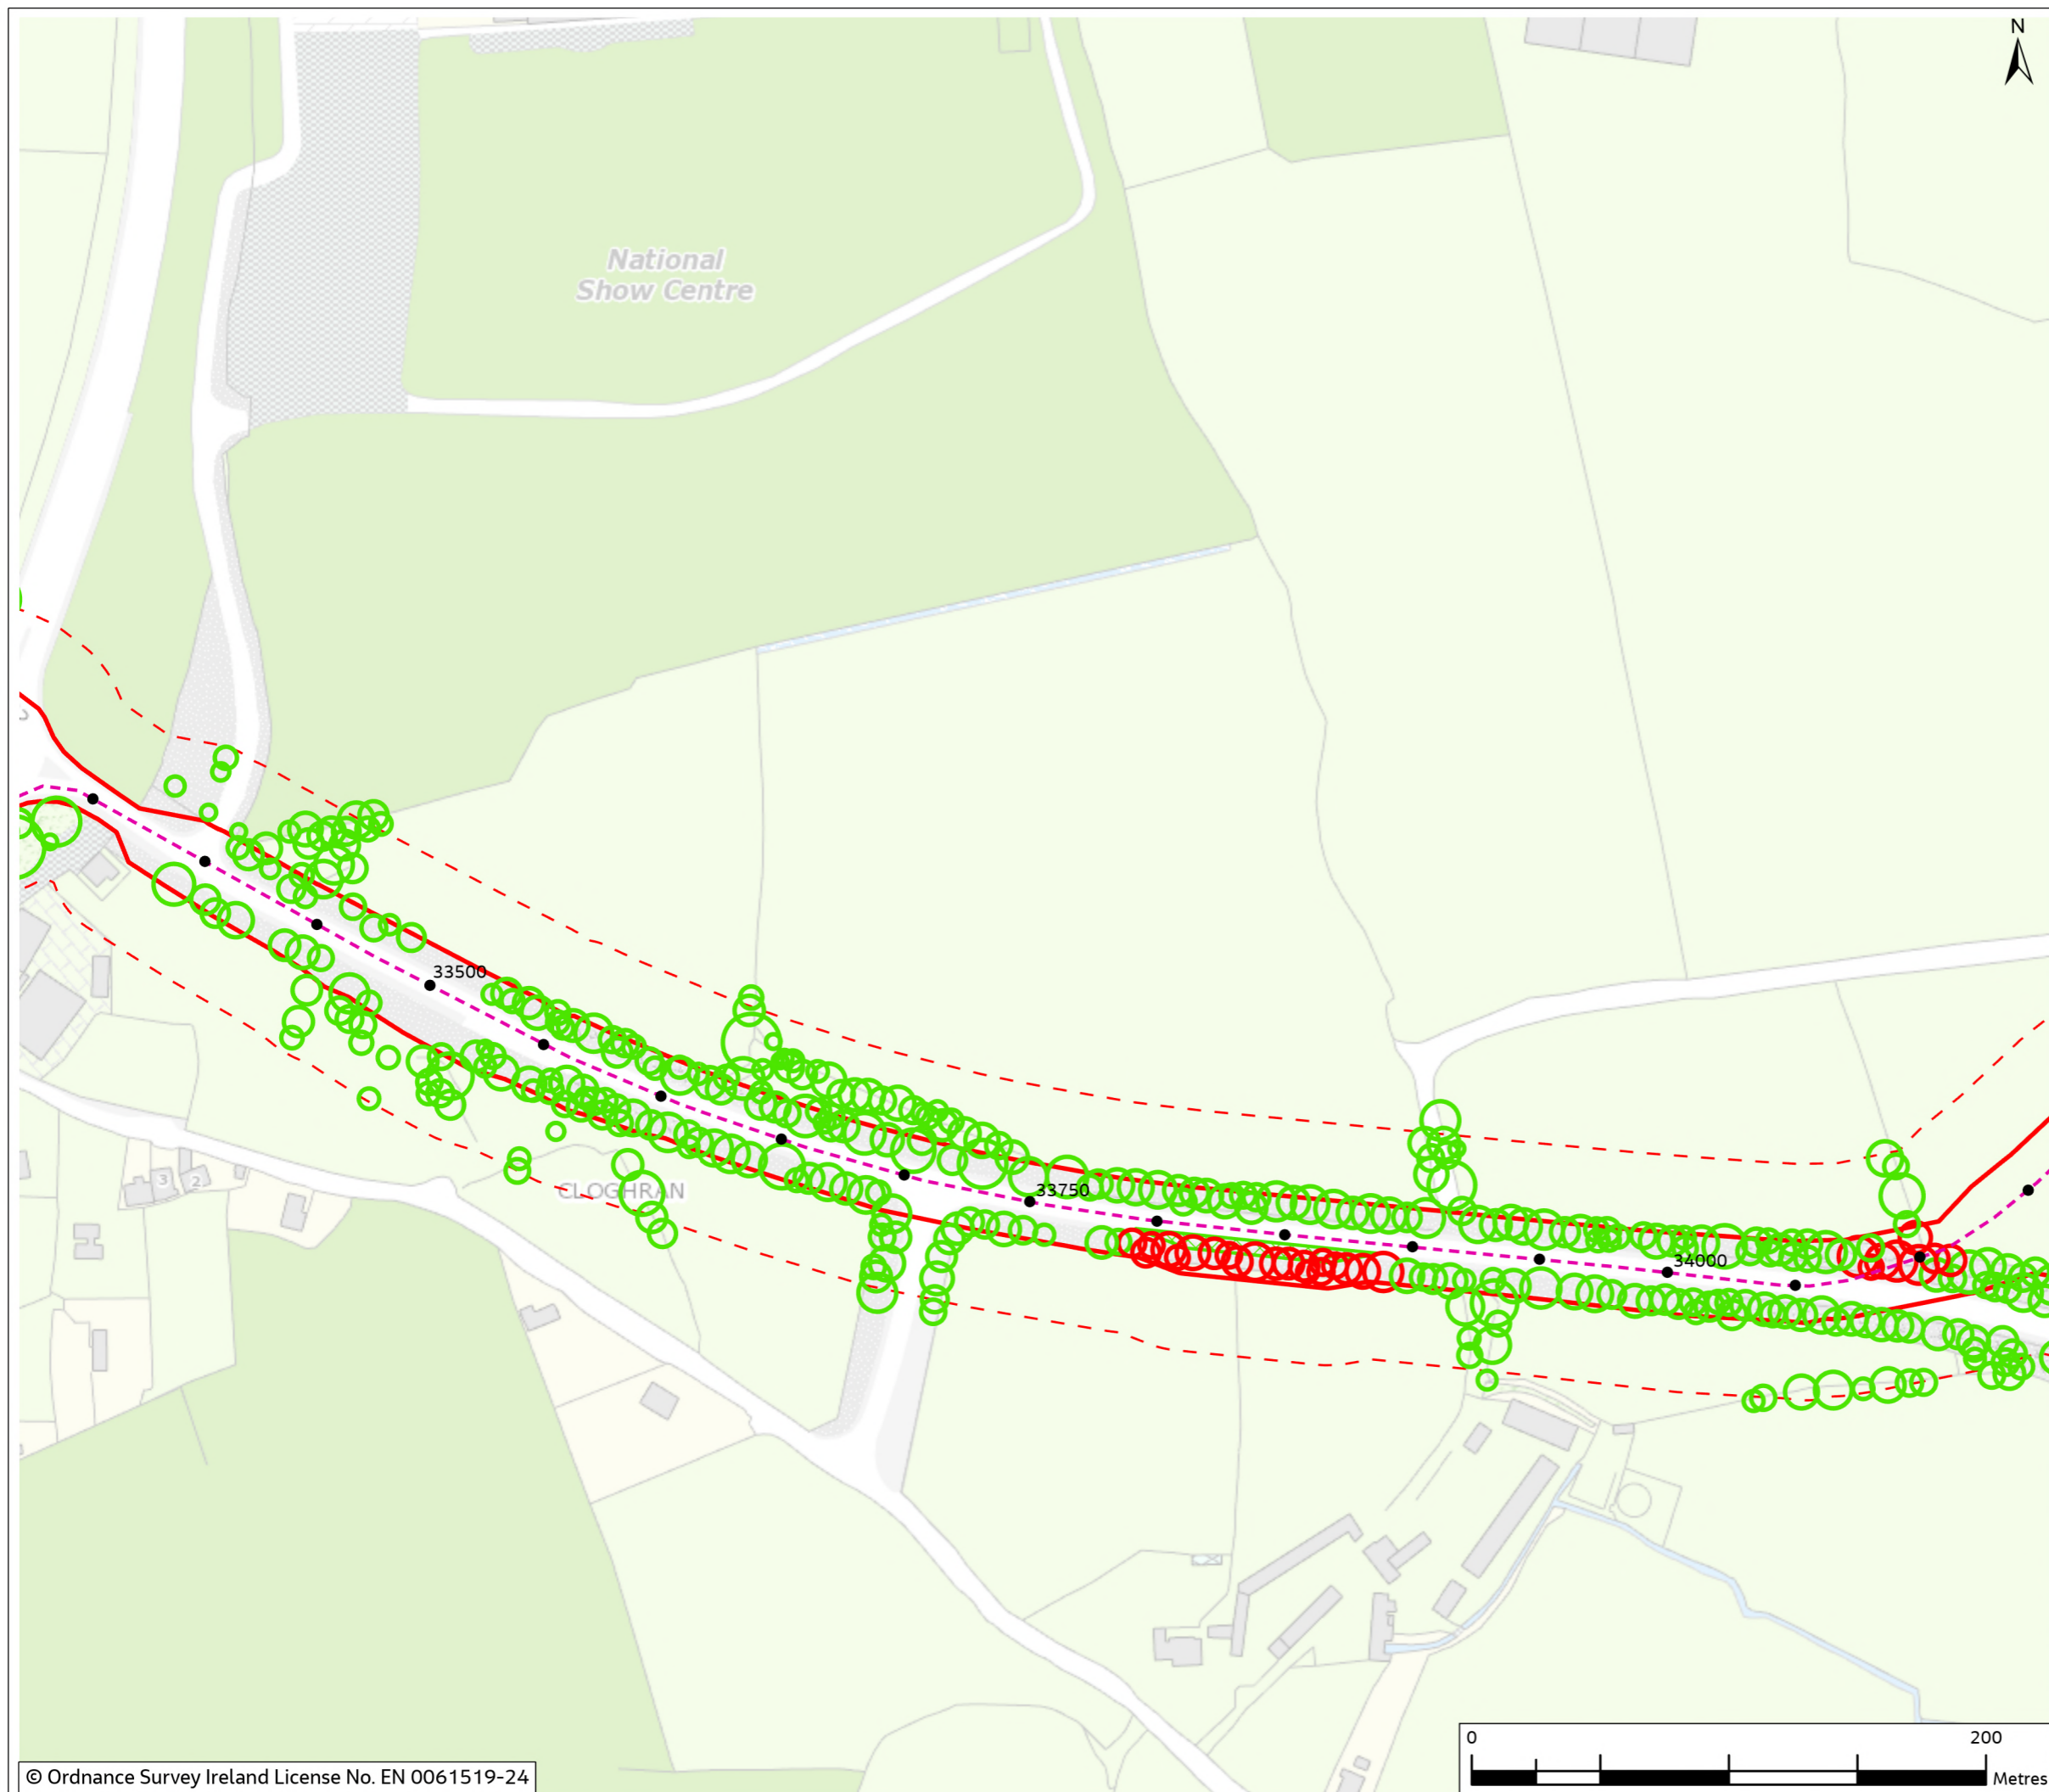 N
National
Show Centre
33500
33750
CLOGHRAN
3
2
34000
0 200
Metres
© Ordnance Survey Ireland License No. EN 0061519-24